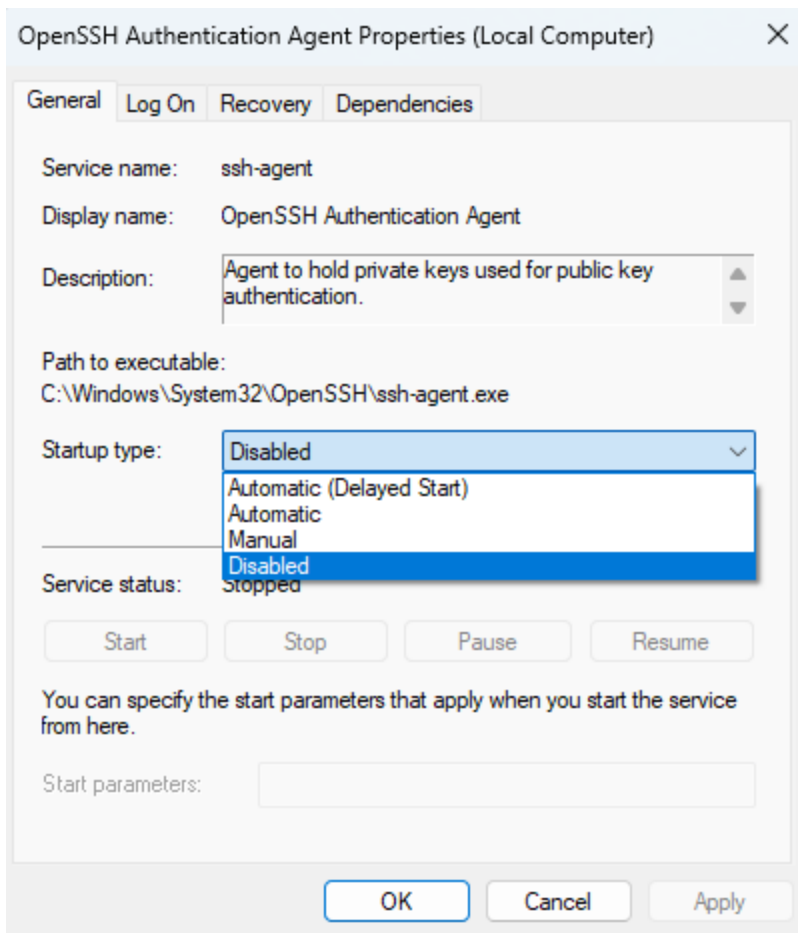 OpenSSH Authentication Agent Properties (Local Computer)
General Log On Recovery Dependencies
Service name: ssh-agent
Display name: OpenSSH Authentication Agent
Description: Agent to hold private keys used for public key
authentication.
Path to executable:
C:\Windows\System32\OpenSSH\ssh-agent.exe
Startup type: Disabled
Automatic (Delayed Start)
Automatic
Manual
Disabled
Service status: Stopped
Start Stop Pause Resume
You can specify the start parameters that apply when you start the service
from here.
Start parameters:
OK Cancel Apply